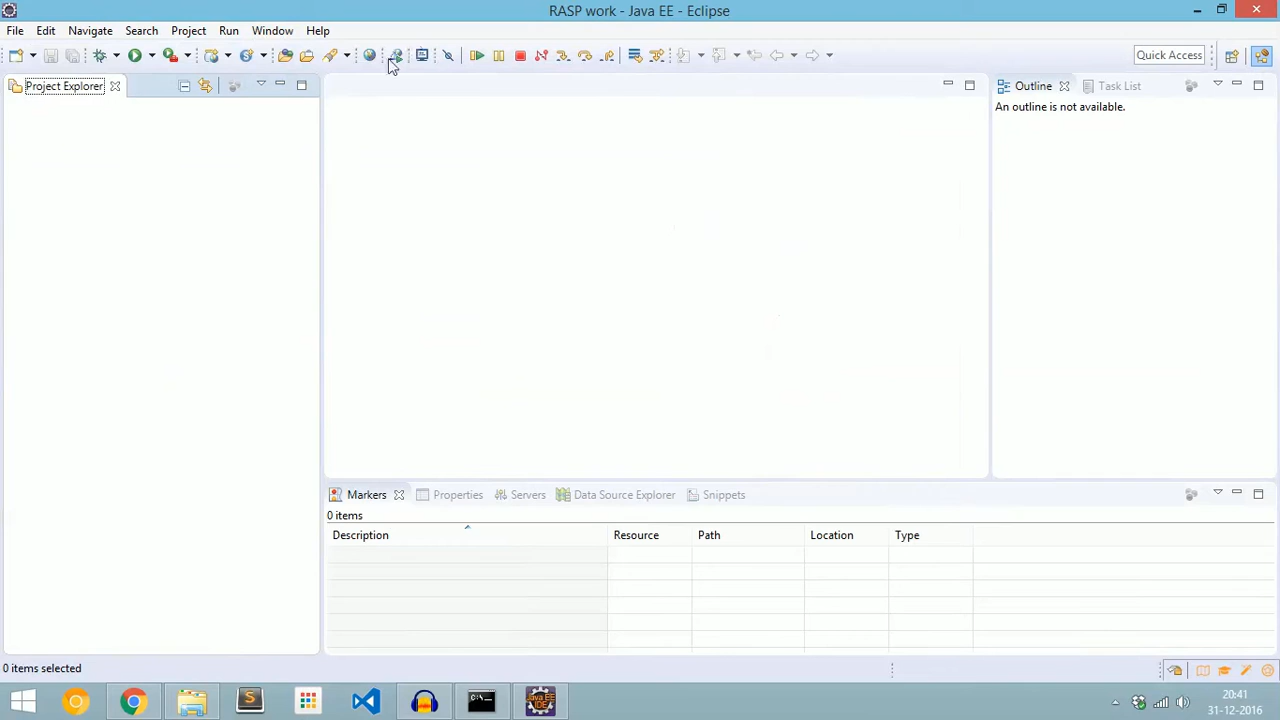 RASP work - Java EE - Eclipse
File Edit Navigate Search Project Run Window Help
Quick Access
Project Explorer
Outline Task List
An outline is not available.
Markers Properties Servers Data Source Explorer Snippets
0 items
Description Resource Path Location Type
0 items selected
20:41
31-12-2016